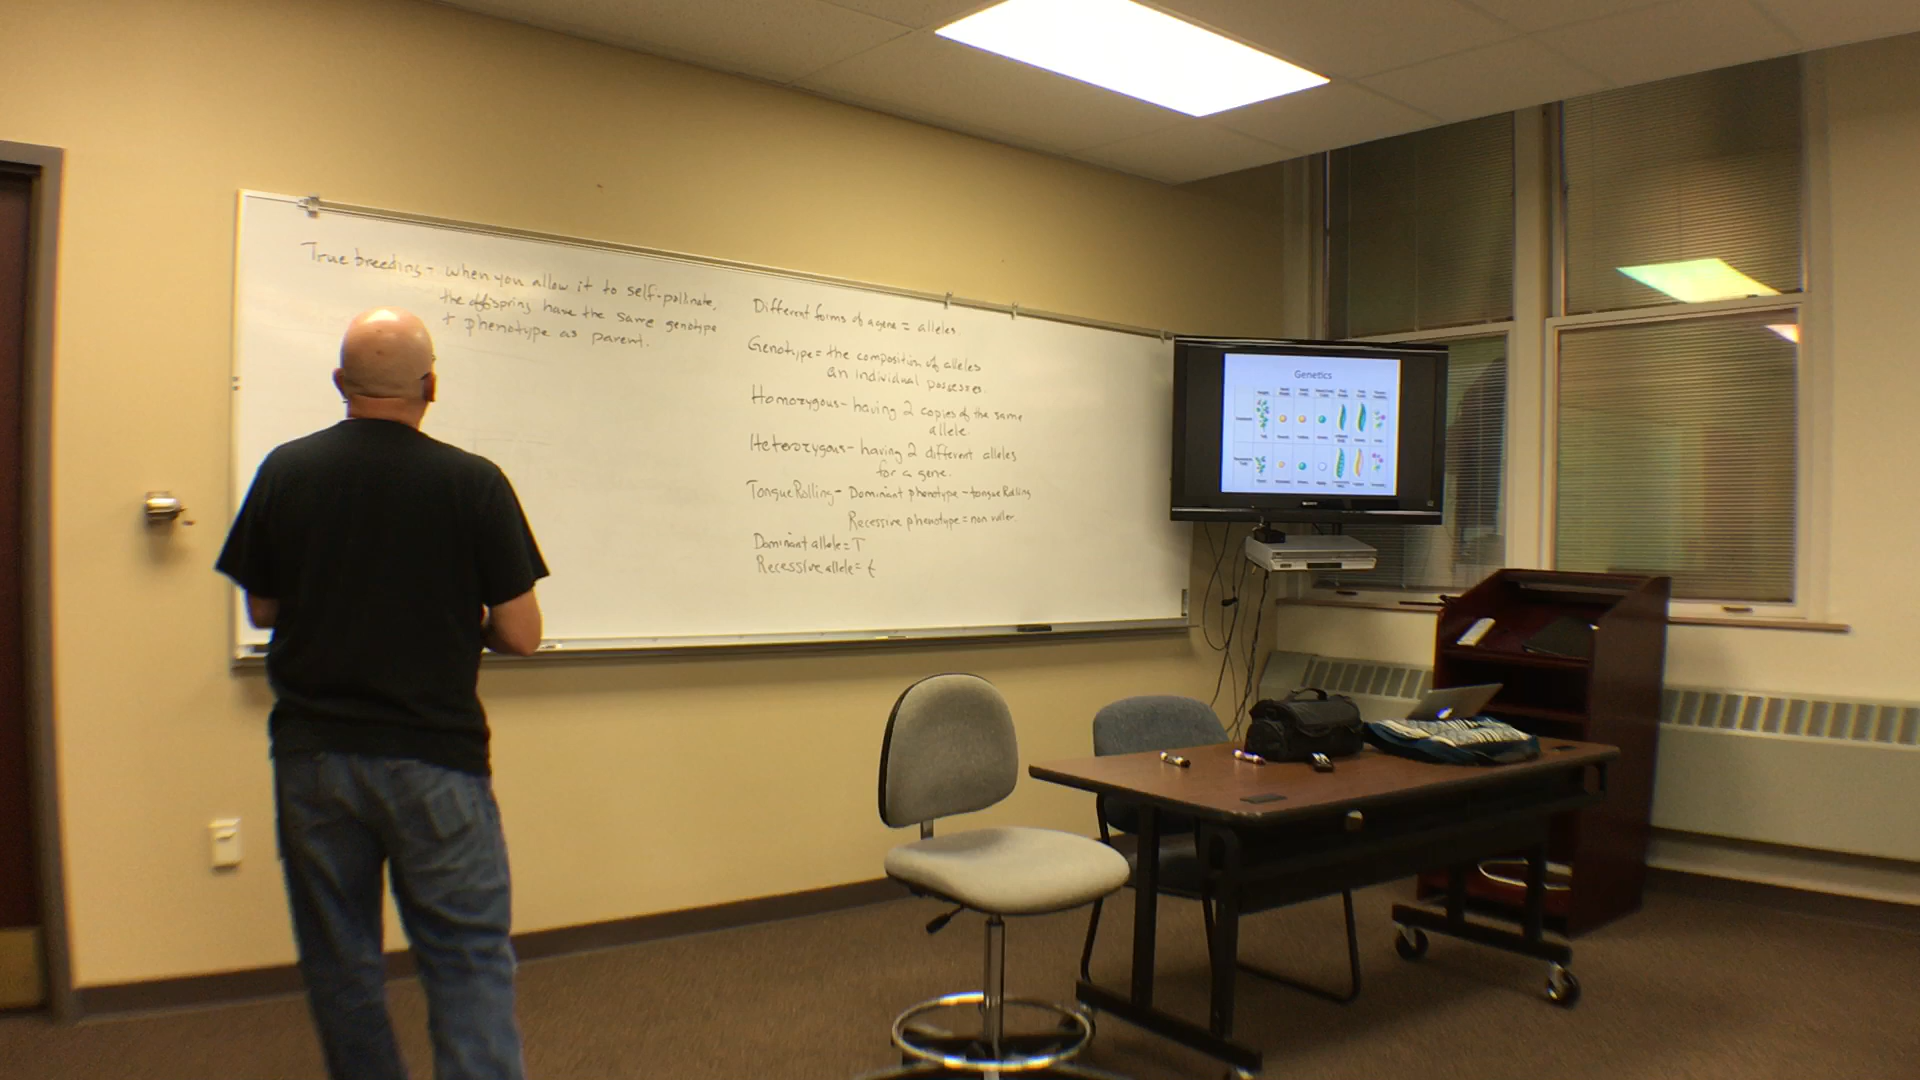 True breeding - when you allow it to self-pollinate,
the offspring have the same genotype
+ phenotype as parent.
Different forms of a gene = alleles
Genotype = the composition of alleles
an individual possesses.
Homozygous - having 2 copies of the same
allele.
Heterozygous - having 2 different alleles
for a gene.
Tongue Rolling - Dominant phenotype - tongue Rolling
Recessive phenotype = non roller.
Dominant allele = T
Recessive allele = t
Genetics